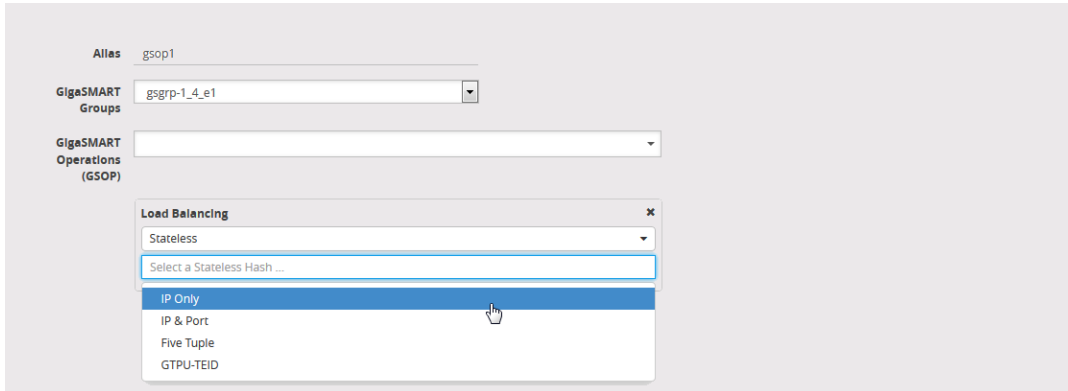 Alias gsop1
GigaSMART Groups gsgrp-1_4_e1
GigaSMART Operations (GSOP)
Load Balancing ✖
Stateless
Select a Stateless Hash ...
IP Only
IP & Port
Five Tuple
GTPU-TEID